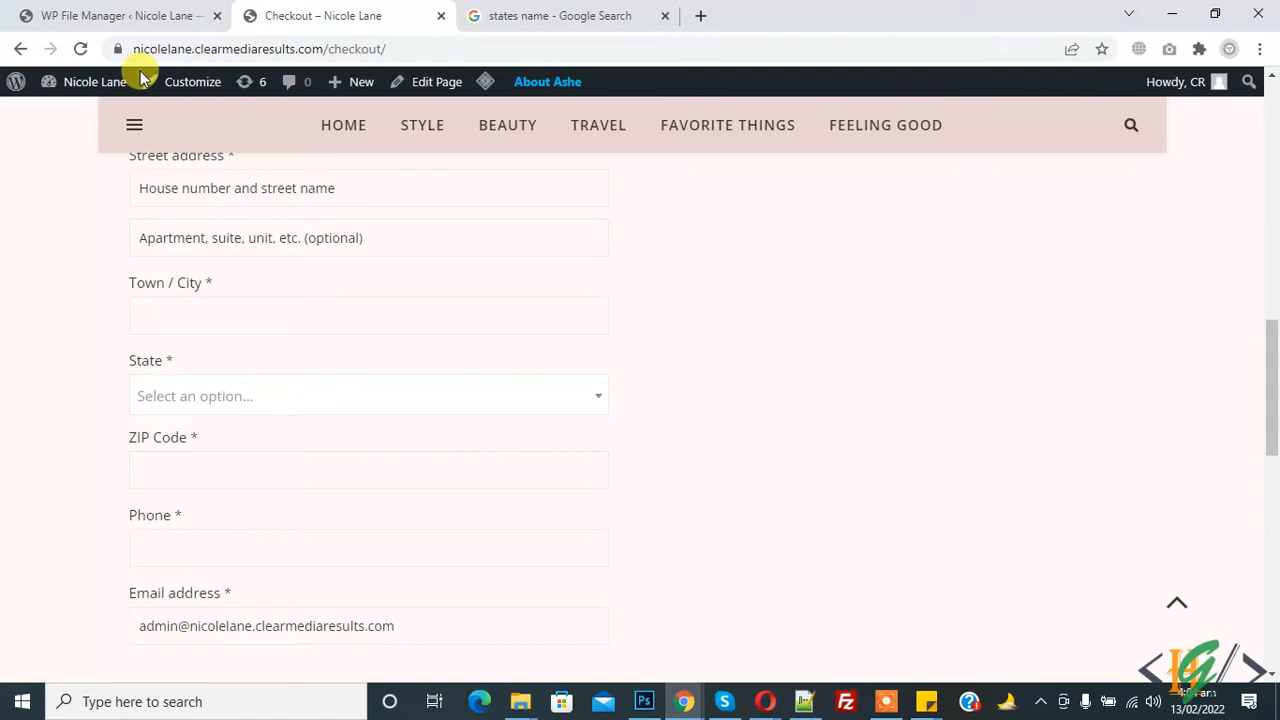 WP File Manager ‹ Nicole Lane —
Checkout – Nicole Lane
states name - Google Search
nicolelane.clearmediaresults.com/checkout/
Nicole Lane
Customize
6
0
New
Edit Page
About Ashe
Howdy, CR
HOME
STYLE
BEAUTY
TRAVEL
FAVORITE THINGS
FEELING GOOD
Street address *
House number and street name
Apartment, suite, unit, etc. (optional)
Town / City *
State *
Select an option...
ZIP Code *
Phone *
Email address *
admin@nicolelane.clearmediaresults.com
Type here to search
13/02/2022